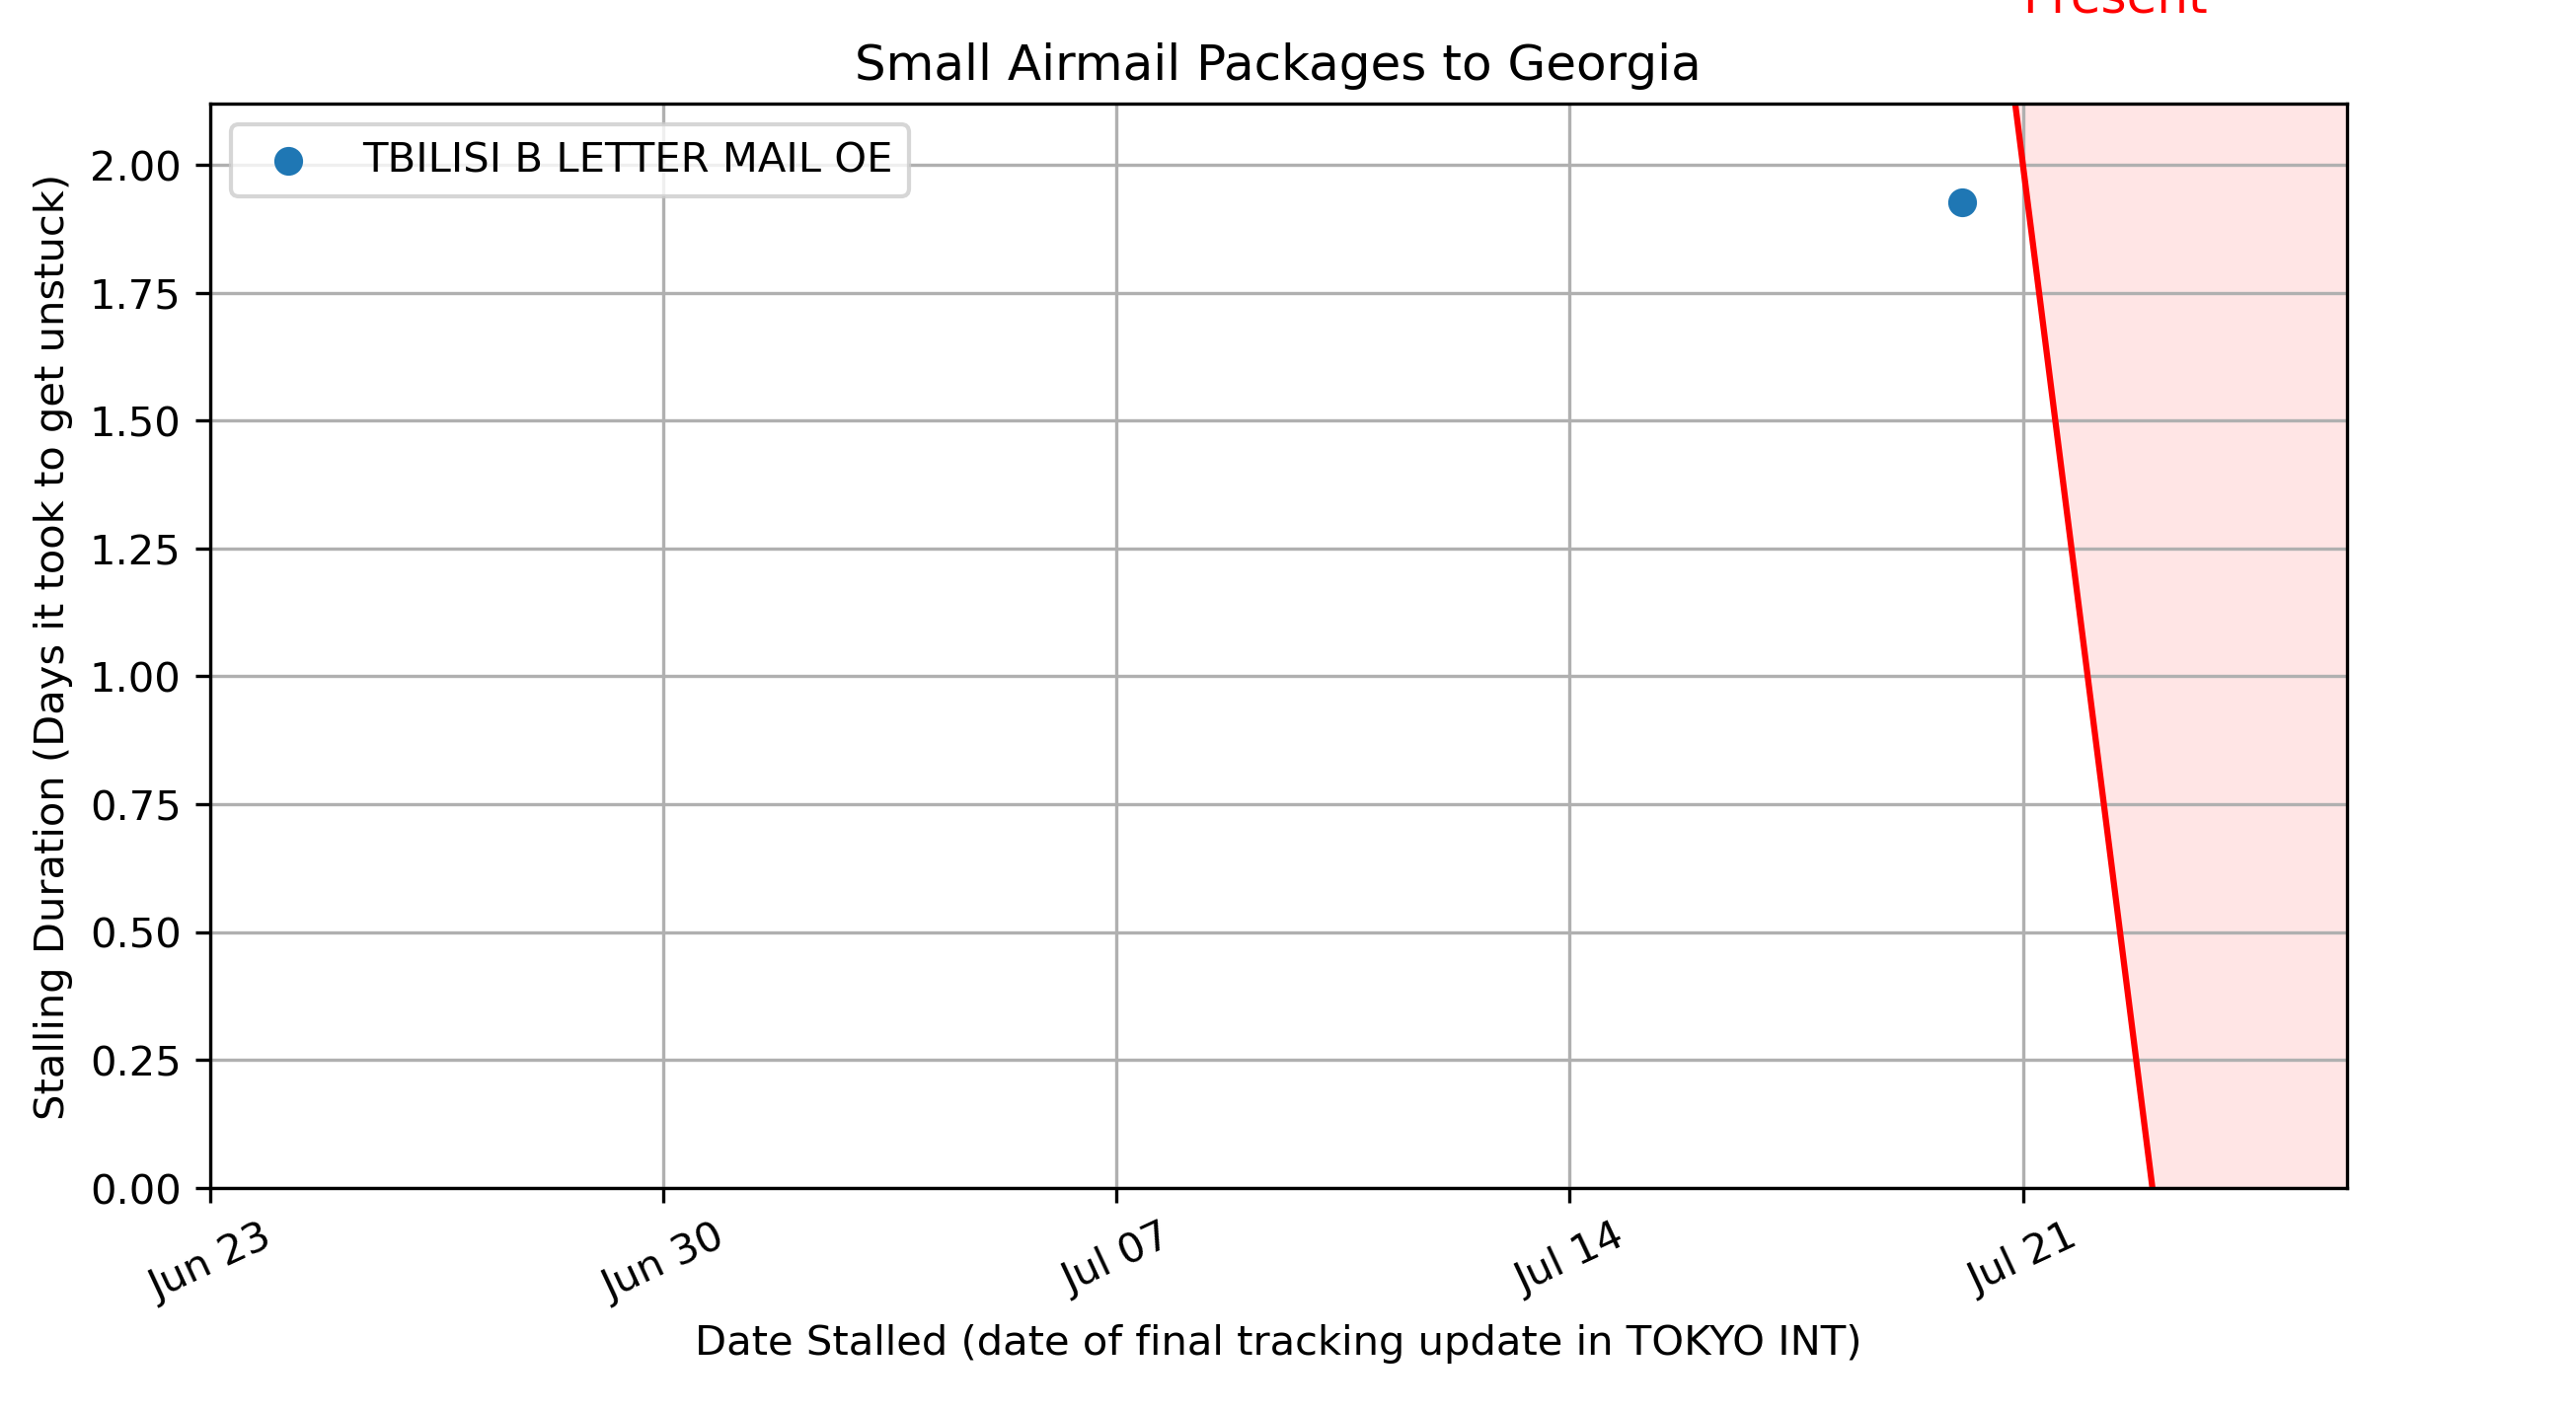 Present
Small Airmail Packages to Georgia
TBILISI B LETTER MAIL OE
Stalling Duration (Days it took to get unstuck)
2.00
1.75
1.50
1.25
1.00
0.75
0.50
0.25
0.00
Jun 23
Jun 30
Jul 07
Jul 14
Jul 21
Date Stalled (date of final tracking update in TOKYO INT)